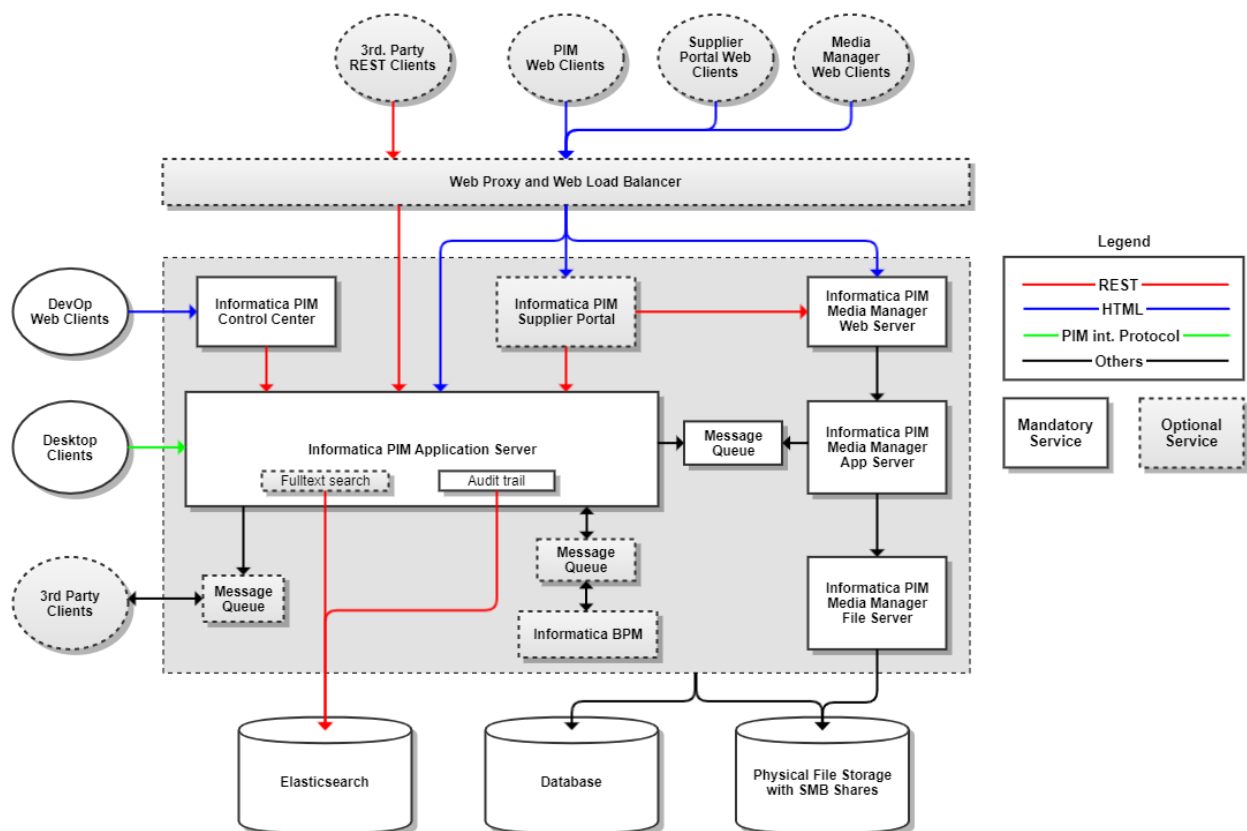 3rd. Party
REST Clients
PIM
Web Clients
Supplier
Portal Web
Clients
Media
Manager
Web Clients
Web Proxy and Web Load Balancer
Legend
REST
HTML
PIM int. Protocol
Others
Mandatory
Service
Optional
Service
DevOp
Web Clients
Informatica PIM
Control Center
Informatica PIM
Supplier Portal
Informatica PIM
Media Manager
Web Server
Desktop
Clients
Informatica PIM Application Server
Fulltext search
Audit trail
Message
Queue
Informatica PIM
Media Manager
App Server
3rd Party
Clients
Message
Queue
Message
Queue
Informatica BPM
Informatica PIM
Media Manager
File Server
Elasticsearch
Database
Physical File Storage
with SMB Shares